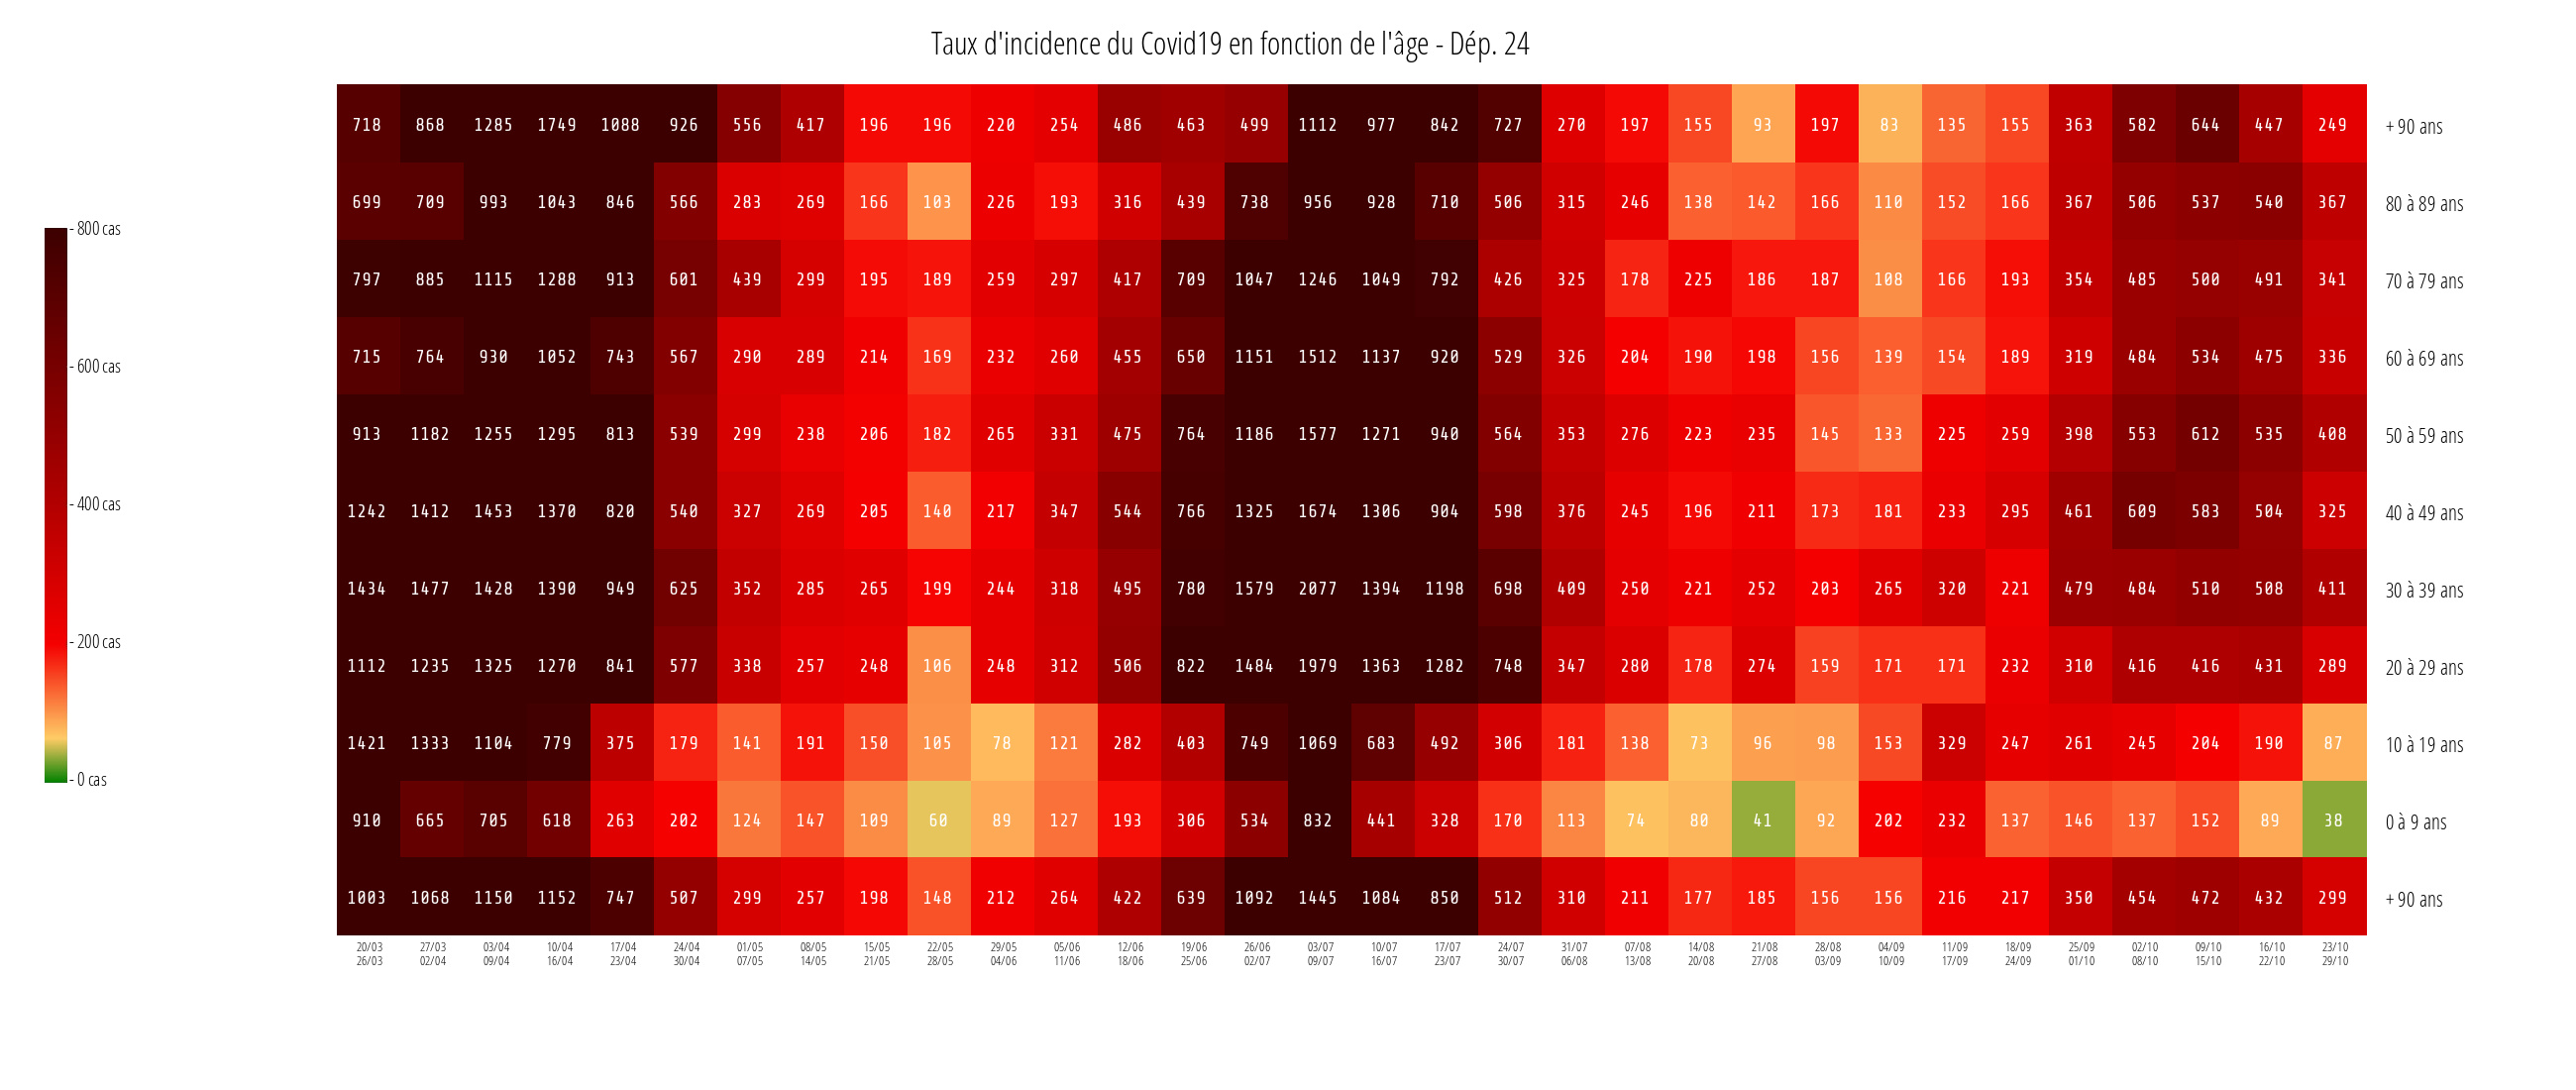 Taux d'incidence du Covid19 en fonction de l'âge - Dép. 24
718 868 1285 1749 1088 926 556 417 196 196 220 254 486 463 499 1112 977 842 727 270 197 155 93 197 83 135 155 363 582 644 447 249 + 90 ans
699 709 993 1043 846 566 283 269 166 103 226 193 316 439 738 956 928 710 506 315 246 138 142 166 110 152 166 367 506 537 540 367 80 à 89 ans
797 885 1115 1288 913 601 439 299 195 189 259 297 417 709 1047 1246 1049 792 426 325 178 225 186 187 108 166 193 354 485 500 491 341 70 à 79 ans
715 764 930 1052 743 567 290 289 214 169 232 260 455 650 1151 1512 1137 920 529 326 204 190 198 156 139 154 189 319 484 534 475 336 60 à 69 ans
913 1182 1255 1295 813 539 299 238 206 182 265 331 475 764 1186 1577 1271 940 564 353 276 223 235 145 133 225 259 398 553 612 535 408 50 à 59 ans
1242 1412 1453 1370 820 540 327 269 205 140 217 347 544 766 1325 1674 1306 904 598 376 245 196 211 173 181 233 295 461 609 583 504 325 40 à 49 ans
1434 1477 1428 1390 949 625 352 285 265 199 244 318 495 780 1579 2077 1394 1198 698 409 250 221 252 203 265 320 221 479 484 510 508 411 30 à 39 ans
1112 1235 1325 1270 841 577 338 257 248 106 248 312 506 822 1484 1979 1363 1282 748 347 280 178 274 159 171 171 232 310 416 416 431 289 20 à 29 ans
1421 1333 1104 779 375 179 141 191 150 105 78 121 282 403 749 1069 683 492 306 181 138 73 96 98 153 329 247 261 245 204 190 87 10 à 19 ans
910 665 705 618 263 202 124 147 109 60 89 127 193 306 534 832 441 328 170 113 74 80 41 92 202 232 137 146 137 152 89 38 0 à 9 ans
1003 1068 1150 1152 747 507 299 257 198 148 212 264 422 639 1092 1445 1084 850 512 310 211 177 185 156 156 216 217 350 454 472 432 299 + 90 ans
20/03 27/03 03/04 10/04 17/04 24/04 01/05 08/05 15/05 22/05 29/05 05/06 12/06 19/06 26/06 03/07 10/07 17/07 24/07 31/07 07/08 14/08 21/08 28/08 04/09 11/09 18/09 25/09 02/10 09/10 16/10 23/10
26/03 02/04 09/04 16/04 23/04 30/04 07/05 14/05 21/05 28/05 04/06 11/06 18/06 25/06 02/07 09/07 16/07 23/07 30/07 06/08 13/08 20/08 27/08 03/09 10/09 17/09 24/09 01/10 08/10 15/10 22/10 29/10
- 800 cas
- 600 cas
- 400 cas
- 200 cas
- 0 cas